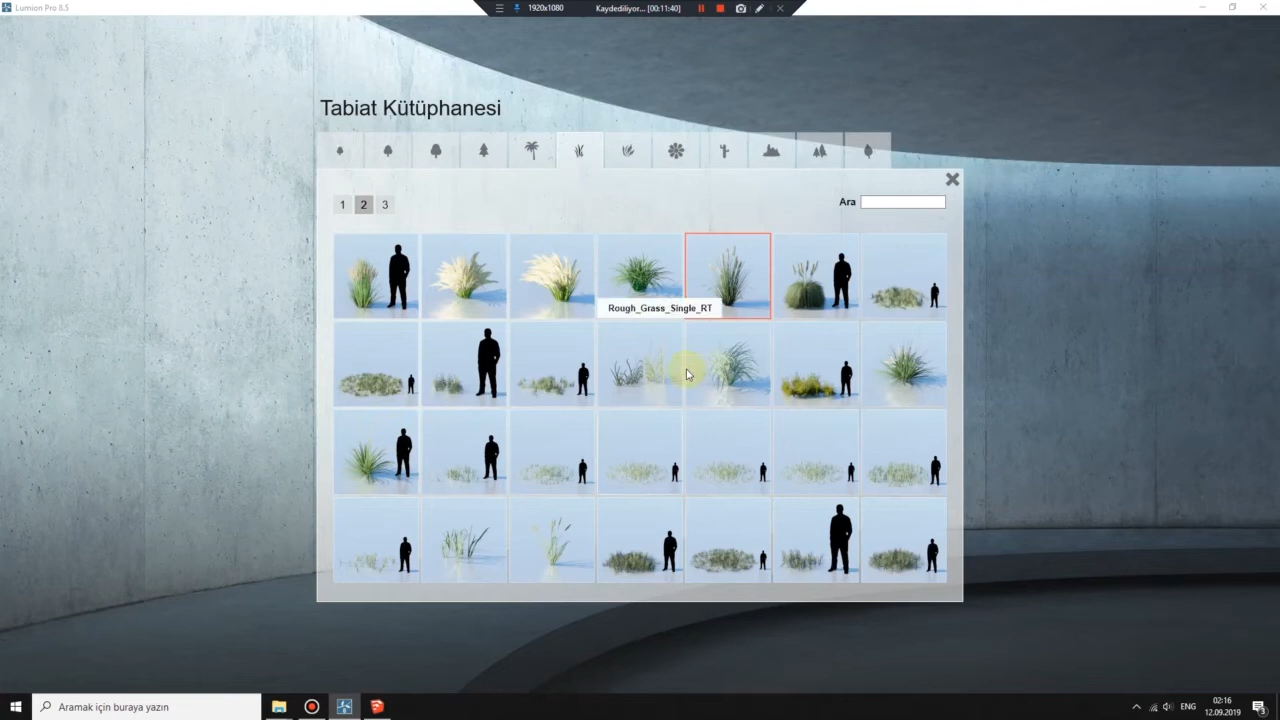 Lumion Pro 8.5
1920x1080
Kaydediliyor... [00:11:40]
Tabiat Kütüphanesi
1 2 3
Ara
Rough_Grass_Single_RT
Aramak için buraya yazın
ENG
02:16
12.09.2019
3